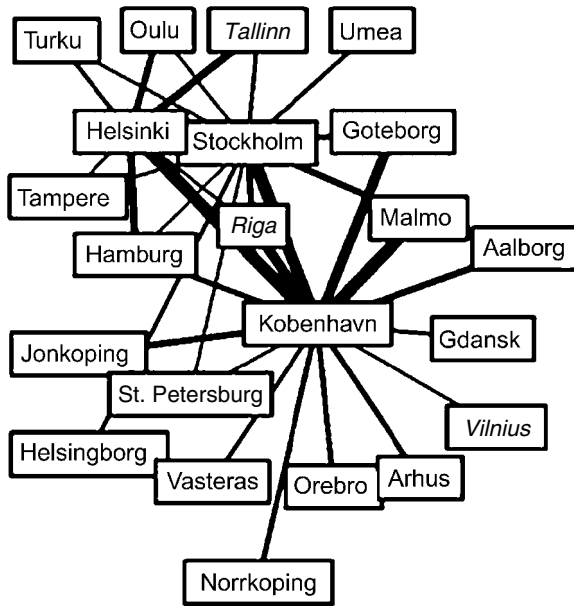 Turku
Oulu
Tallinn
Umea
Helsinki
Stockholm
Goteborg
Tampere
Riga
Malmo
Hamburg
Aalborg
Kobenhavn
Gdansk
Jonkoping
St. Petersburg
Vilnius
Helsingborg
Vasteras
Orebro
Arhus
Norrkoping